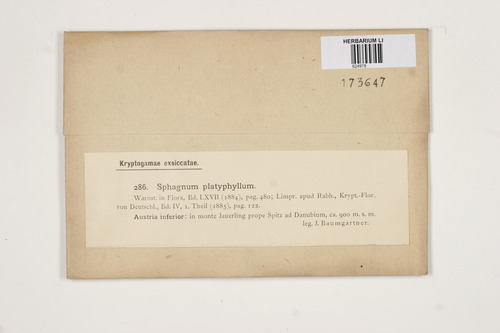 HERBARIUM LI
173647
Kryptogamae exsiccatae.
286. Sphagnum platyphyllum.
Warnst. in Flora, Bd. LXVII (1884), pag. 480; Limpr. apud Rabh., Krypt.-Flor.
von Deutschl., Bd. IV, 1. Theil (1885), pag. 122.
Austria inferior: in monte Jauerling prope Spitz ad Danubium, ca. 900 m. s. m.
leg. J. Baumgartner.